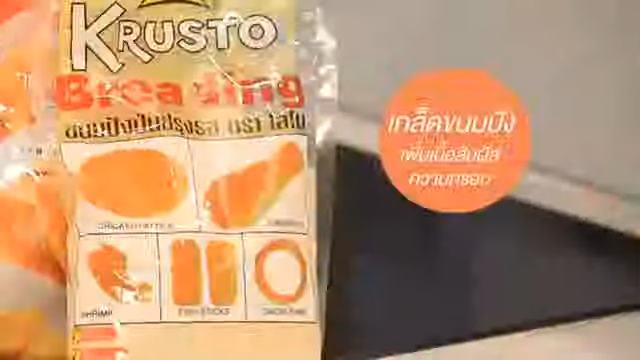 KRUSTO
Breading
ขนมปังป่นปรุงรส ตรา โลโบ
SHRIMP
FISH STICKS
ONION RING
เกล็ดขนมปัง
เพิ่มเนื้อสัมผัส
ความกรอบ